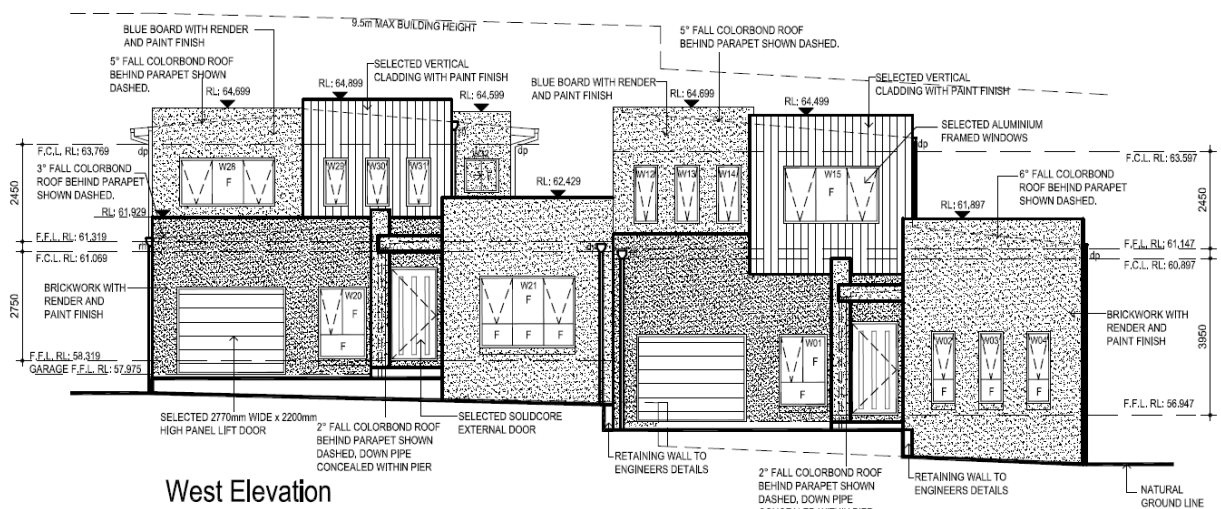 9.5m MAX BUILDING HEIGHT
BLUE BOARD WITH RENDER
AND PAINT FINISH
5° FALL COLORBOND ROOF
BEHIND PARAPET SHOWN
DASHED.
RL: 64,699
RL: 64,899
SELECTED VERTICAL
CLADDING WITH PAINT FINISH
RL: 64,599
BLUE BOARD WITH RENDER
AND PAINT FINISH
5° FALL COLORBOND ROOF
BEHIND PARAPET SHOWN DASHED.
RL: 64,699
SELECTED VERTICAL
CLADDING WITH PAINT FINISH
RL: 64,499
SELECTED ALUMINIUM
FRAMED WINDOWS
dp
dp
dp
F.C.L. RL: 63,769
3° FALL COLORBOND
ROOF BEHIND PARAPET
SHOWN DASHED.
2450
RL: 61,929
F.F.L. RL: 61,319
F.C.L. RL: 61.069
2750
BRICKWORK WITH
RENDER AND
PAINT FINISH
F.F.L. RL: 58.319
GARAGE F.F.L. RL: 57.975
W28
F
W29
W30
W31
RL: 62.429
W12
W13
W14
W15
F
F.C.L. RL: 63.597
6° FALL COLORBOND
ROOF BEHIND PARAPET
SHOWN DASHED.
2450
RL: 61,897
F.F.L. RL: 61,147
F.C.L. RL: 60.897
dp
W20
F
F
W21
F
F
F
F
W01
F
F
W02
W03
W04
F
F
F
BRICKWORK WITH
RENDER AND
PAINT FINISH
3950
F.F.L. RL: 56.947
SELECTED 2770mm WIDE x 2200mm
HIGH PANEL LIFT DOOR
2° FALL COLORBOND ROOF
BEHIND PARAPET SHOWN
DASHED, DOWN PIPE
CONCEALED WITHIN PIER
SELECTED SOLIDCORE
EXTERNAL DOOR
RETAINING WALL TO
ENGINEERS DETAILS
2° FALL COLORBOND ROOF
BEHIND PARAPET SHOWN
DASHED, DOWN PIPE
RETAINING WALL TO
ENGINEERS DETAILS
NATURAL
GROUND LINE
West Elevation